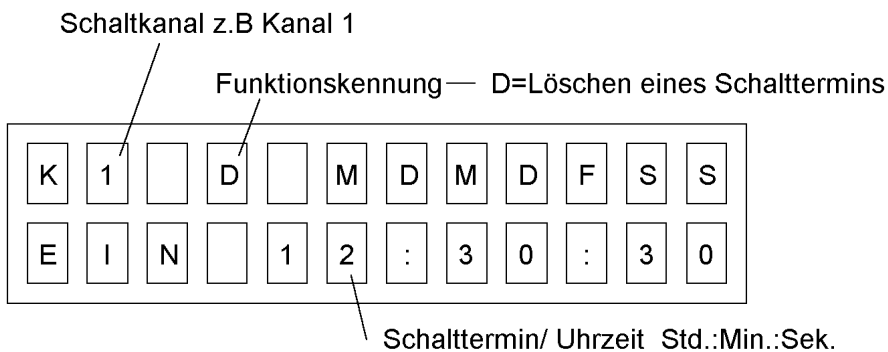 Schaltkanal z.B Kanal 1
Funktionskennung — D=Löschen eines Schalttermins
K 1 D M D M D F S S
E I N 1 2 : 3 0 : 3 0
Schalttermin/ Uhrzeit Std.:Min.:Sek.